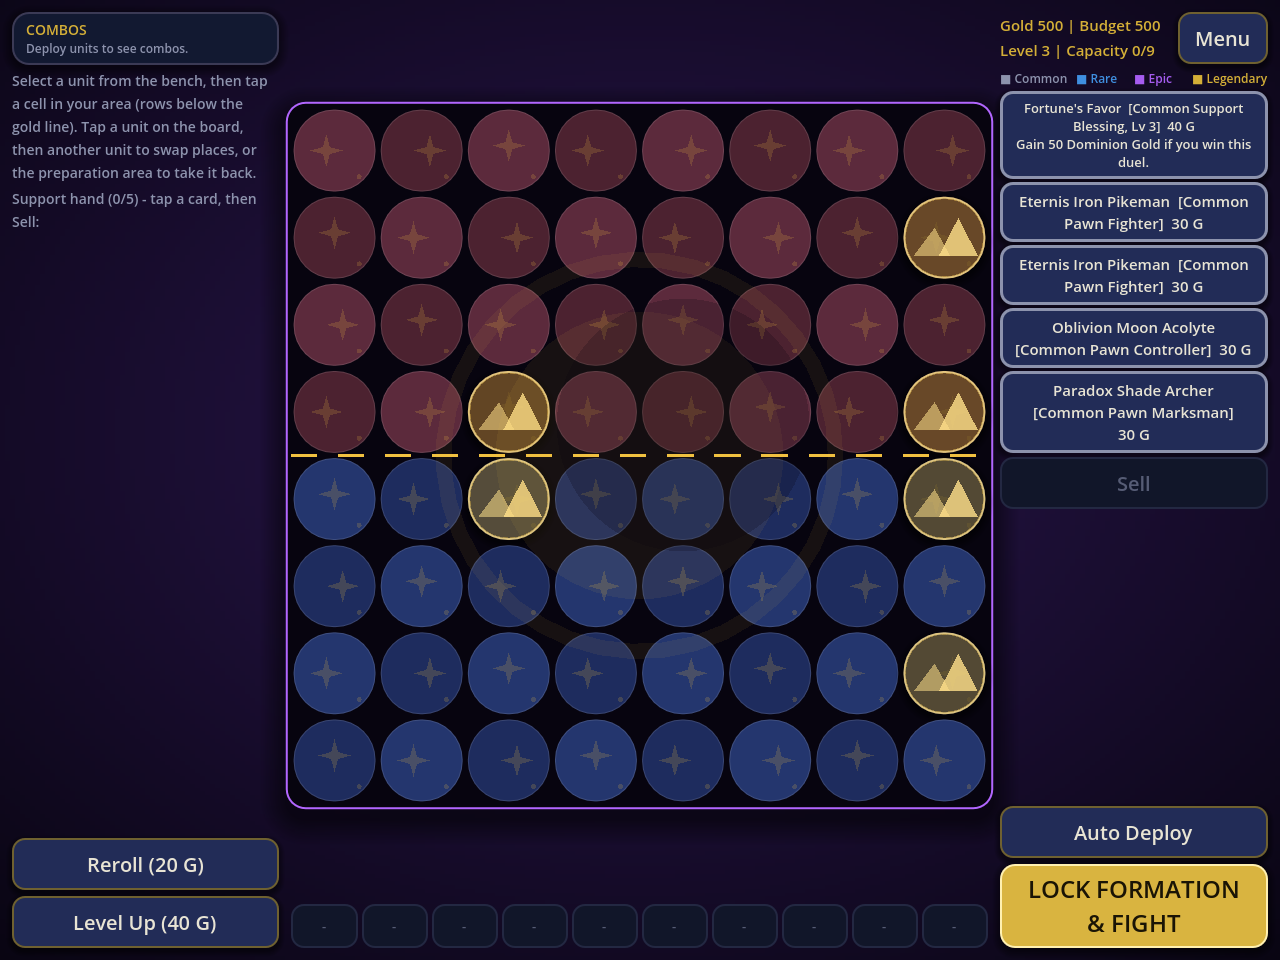 COMBOS
Deploy units to see combos.
Select a unit from the bench, then tap
a cell in your area (rows below the
gold line). Tap a unit on the board,
then another unit to swap places, or
the preparation area to take it back.
Support hand (0/5) - tap a card, then
Sell:
Gold 500 | Budget 500
Level 3 | Capacity 0/9
Menu
Common Rare Epic Legendary
Fortune's Favor [Common Support
Blessing, Lv 3] 40 G
Gain 50 Dominion Gold if you win this
duel.
Eternis Iron Pikeman [Common
Pawn Fighter] 30 G
Eternis Iron Pikeman [Common
Pawn Fighter] 30 G
Oblivion Moon Acolyte
[Common Pawn Controller] 30 G
Paradox Shade Archer
[Common Pawn Marksman]
30 G
Sell
Reroll (20 G)
Level Up (40 G)
- - - - - - - - - -
Auto Deploy
LOCK FORMATION
& FIGHT